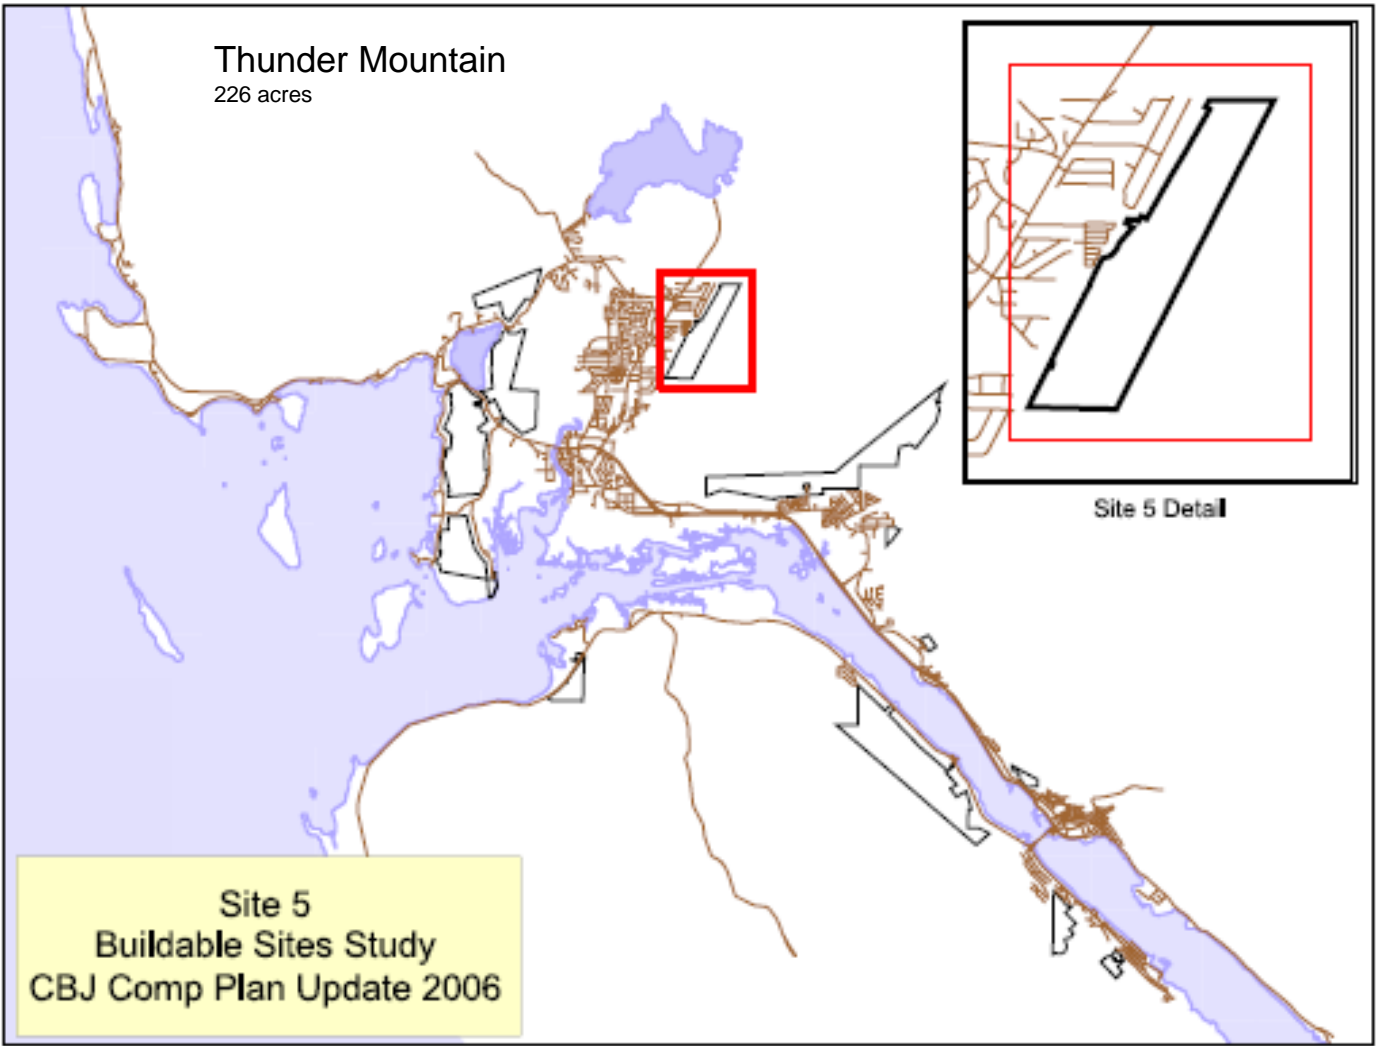 Thunder Mountain
226 acres
Site 5 Detail
Site 5
Buildable Sites Study
CBJ Comp Plan Update 2006